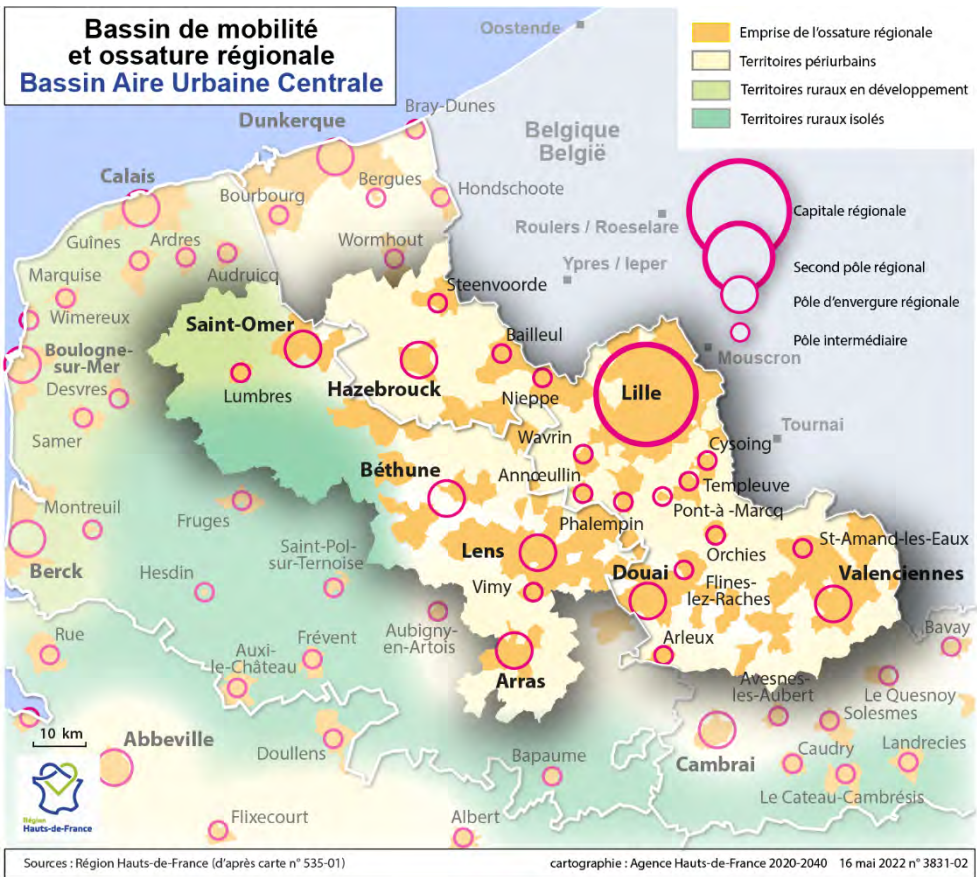 Bassin de mobilité
et ossature régionale
Bassin Aire Urbaine Centrale
Oostende
Emprise de l'ossature régionale
Territoires périurbains
Territoires ruraux en développement
Territoires ruraux isolés
Bray-Dunes
Dunkerque
Belgique
België
Calais
Bergues
Bourbourg
Hondschoote
Capitale régionale
Roulers / Roeselare
Guînes
Ardres
Wormhout
Audruicq
Ypres / Ieper
Second pôle régional
Marquise
Steenvoorde
Pôle d'envergure régionale
Wimereux
Saint-Omer
Bailleul
Pôle intermédiaire
Boulogne-
sur-Mer
Mouscron
Desvres
Lumbres
Hazebrouck
Nieppe
Lille
Samer
Tournai
Wavrin
Cysoing
Béthune
Annœullin
Templeuve
Montreuil
Fruges
Phalempin
Pont-à -Marcq
St-Amand-les-Eaux
Berck
Hesdin
Saint-Pol-
sur-Ternoise
Lens
Orchies
Douai
Valenciennes
Vimy
Flines-
lez-Raches
Rue
Frévent
Aubigny-
en-Artois
Arleux
Bavay
Auxi-
le-Château
Arras
Avesnes-
les-Aubert
Le Quesnoy
Solesmes
10 km
Abbeville
Doullens
Bapaume
Cambrai
Caudry
Landrecies
Le Cateau-Cambrésis
Région
Hauts-de-France
Flixecourt
Albert
Sources : Région Hauts-de-France (d'après carte n° 535-01)
cartographie : Agence Hauts-de-France 2020-2040 16 mai 2022 n° 3831-02